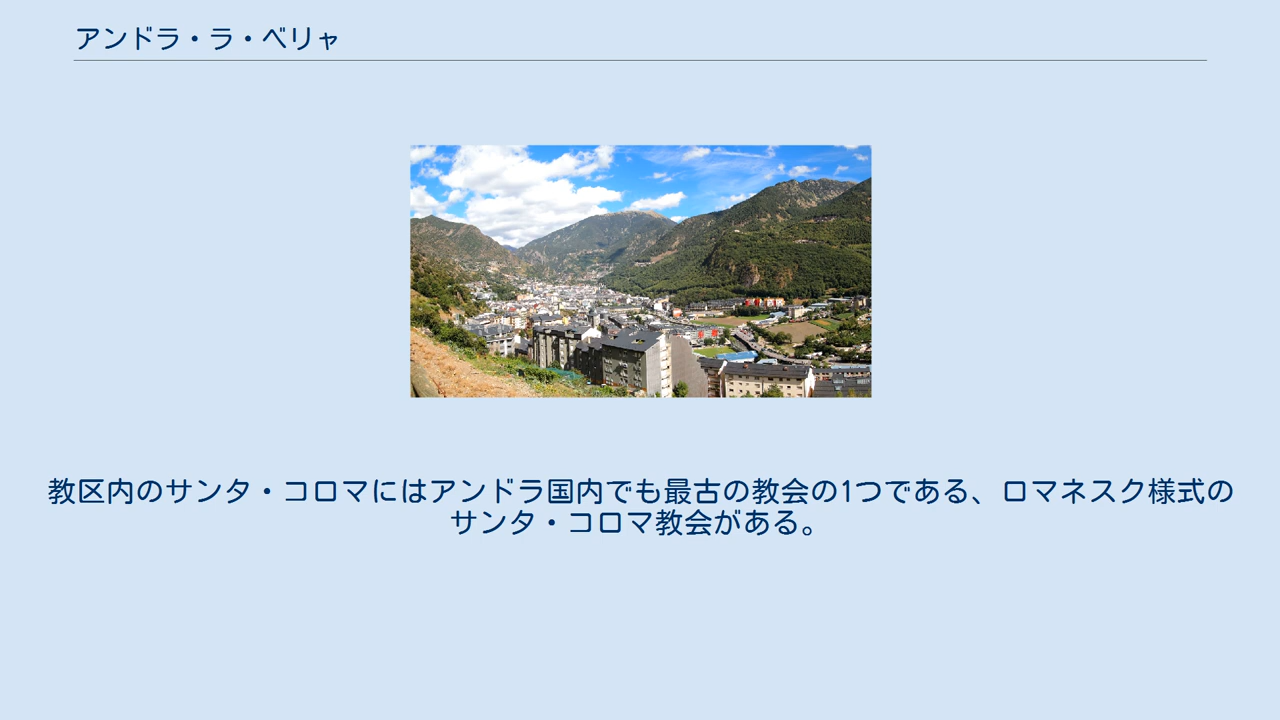 アンドラ・ラ・ベリャ
教区内のサンタ・コロマにはアンドラ国内でも最古の教会の1つである、ロマネスク様式の
サンタ・コロマ教会がある。